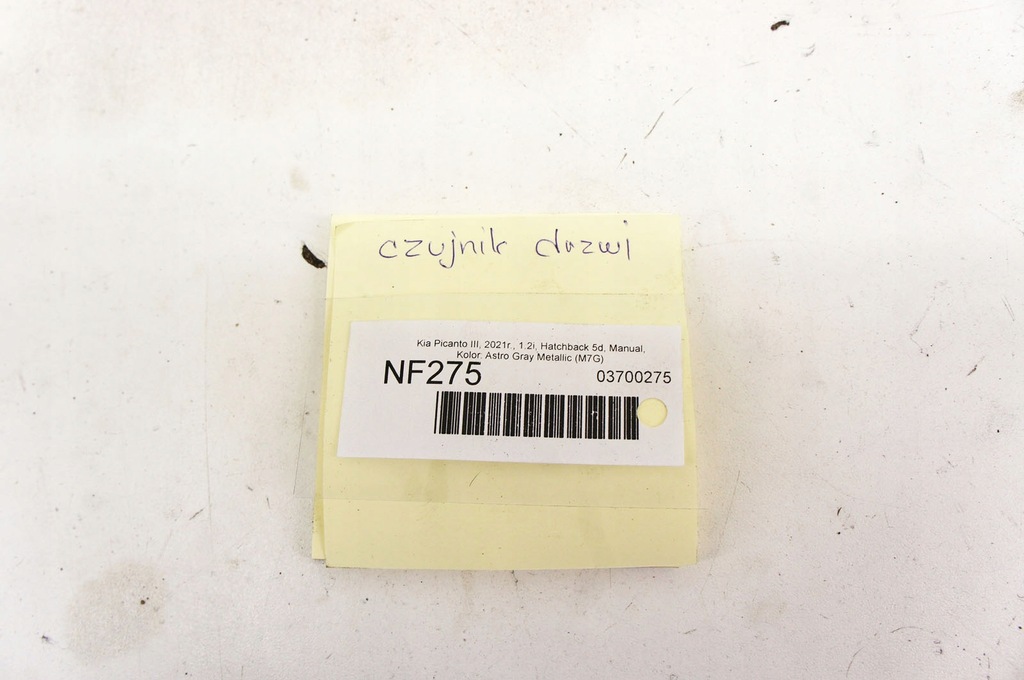 czujnik drzwi
Kia Picanto III, 2021r., 1.2i, Hatchback 5d, Manual,
Kolor: Astro Gray Metallic (M7G)
NF275 03700275